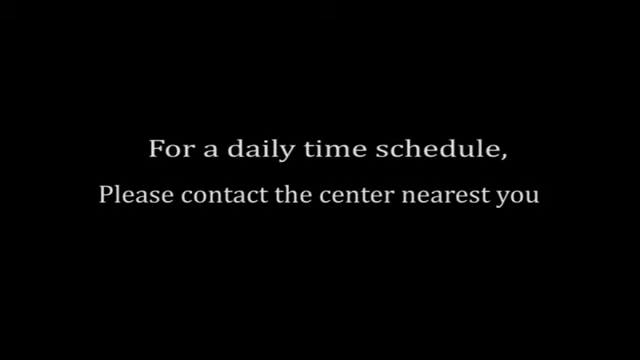 For a daily time schedule,
Please contact the center nearest you